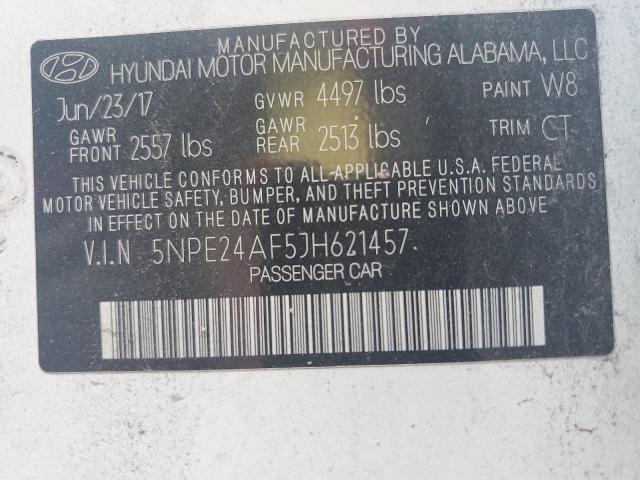 MANUFACTURED BY
HYUNDAI MOTOR MANUFACTURING ALABAMA, LLC
Jun/23/17 GVWR 4497 lbs PAINT W8
GAWR FRONT 2557 lbs GAWR REAR 2513 lbs TRIM CT
THIS VEHICLE CONFORMS TO ALL-APPLICABLE U.S.A. FEDERAL
MOTOR VEHICLE SAFETY, BUMPER, AND THEFT PREVENTION STANDARDS
IN EFFECT ON THE DATE OF MANUFACTURE SHOWN ABOVE
V.I.N 5NPE24AF5JH621457
PASSENGER CAR